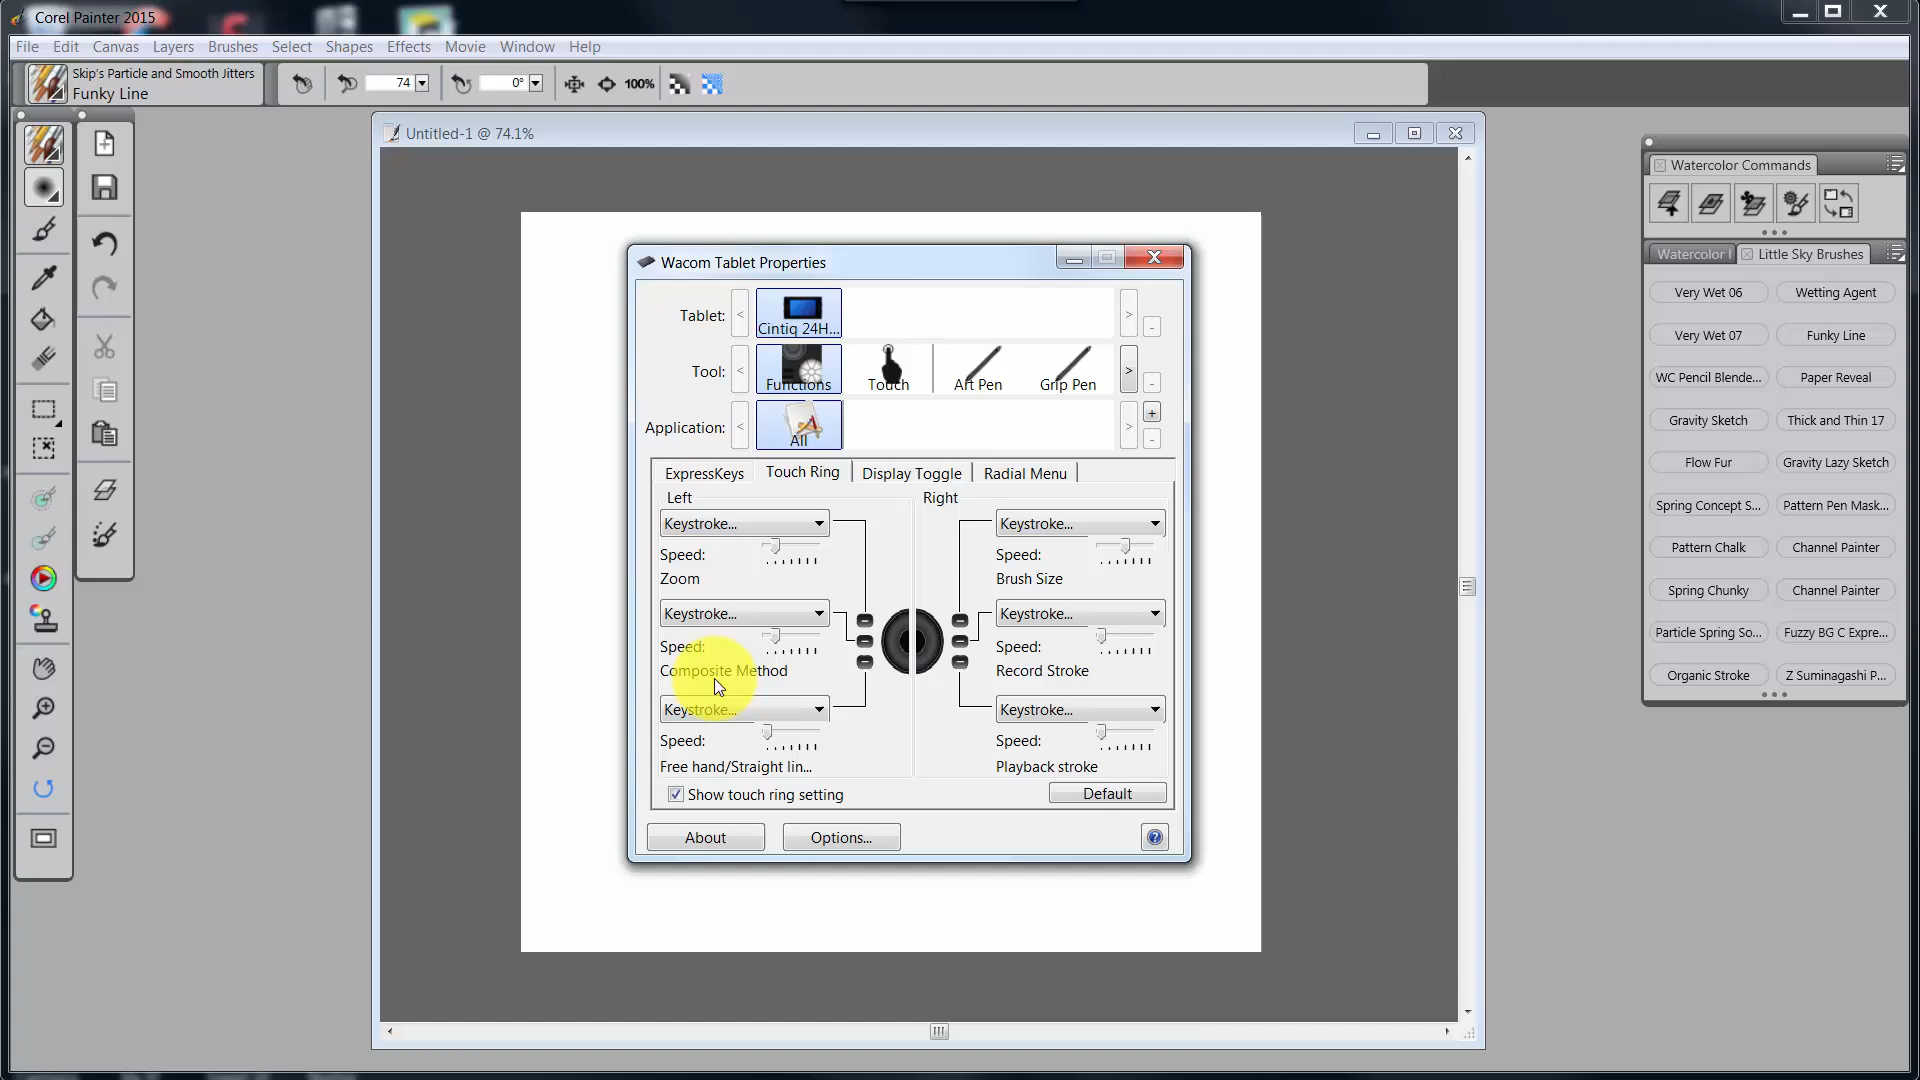 Corel Painter 2015
File Edit Canvas Layers Brushes Select Shapes Effects Movie Window Help
Skip's Particle and Smooth Jitters
Funky Line
74
0°
100%
Untitled-1 @ 74.1%
Wacom Tablet Properties
Tablet:
Cintiq 24H...
Tool:
Functions
Touch
Art Pen
Grip Pen
Application:
All
ExpressKeys
Touch Ring
Display Toggle
Radial Menu
Left
Right
Keystroke...
Keystroke...
Speed:
Speed:
Zoom
Brush Size
Keystroke...
Keystroke...
Speed:
Speed:
Composite Method
Record Stroke
Keystroke...
Keystroke...
Speed:
Speed:
Free hand/Straight lin...
Playback stroke
Show touch ring setting
Default
About
Options...
Watercolor Commands
Watercolor
Little Sky Brushes
Very Wet 06
Wetting Agent
Very Wet 07
Funky Line
WC Pencil Blende...
Paper Reveal
Gravity Sketch
Thick and Thin 17
Flow Fur
Gravity Lazy Sketch
Spring Concept S...
Pattern Pen Mask...
Pattern Chalk
Channel Painter
Spring Chunky
Channel Painter
Particle Spring So...
Fuzzy BG C Expre...
Organic Stroke
Z Suminagashi P...